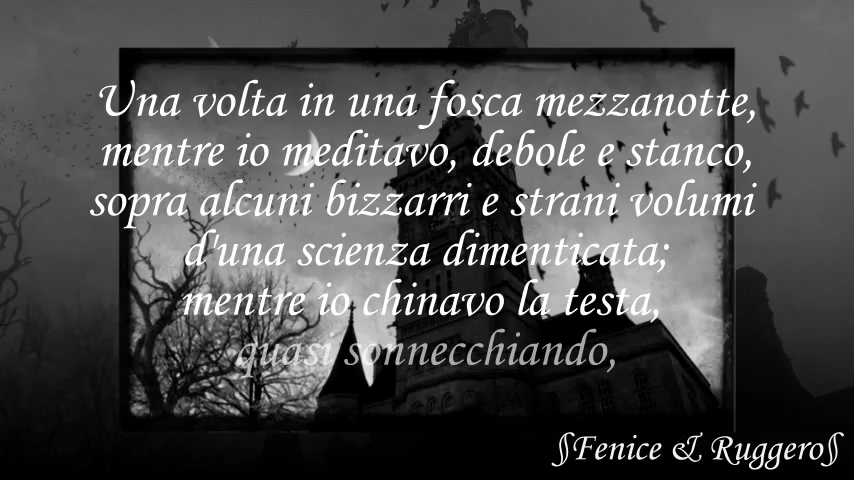 Una volta in una fosca mezzanotte,
mentre io meditavo, debole e stanco,
sopra alcuni bizzarri e strani volumi
d'una scienza dimenticata;
mentre io chinavo la testa,
quasi sonnecchiando,
§Fenice & Ruggero§